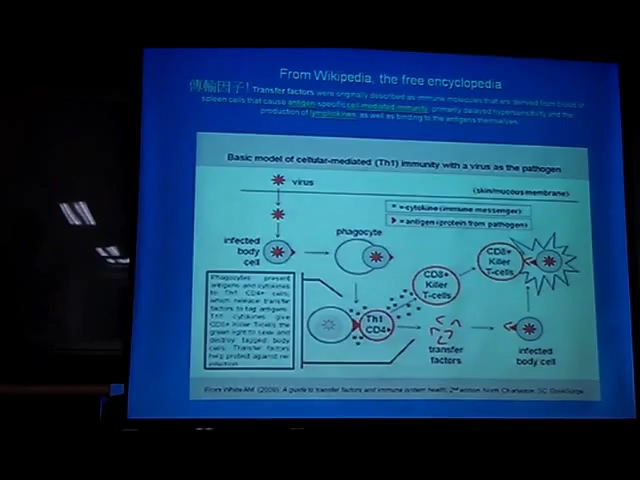 From Wikipedia, the free encyclopedia
傳輸因子! Transfer factors were originally described as immune molecules that are derived from blood or
spleen cells that cause antigen-specific cell-mediated immunity, primarily delayed hypersensitivity and the
production of lymphokines, as well as binding to the antigens themselves.
Basic model of cellular-mediated (Th1) immunity with a virus as the pathogen
virus
(skin/mucous membrane)
* =cytokine (immune messenger)
=antigen (protein from pathogen)
infected
body
cell
phagocyte
CD8+
Killer
T-cells
CD8+
Killer
T-cells
Phagocytes present
antigens and cytokines
to Th1 CD4+ cells,
which release transfer
factors to tag antigens.
Th1 cytokines give
CD8+ Killer T-cells the
green light to seek and
destroy tagged body
cells. Transfer factors
help protect against re-
infection.
Th1
CD4+
transfer
factors
infected
body cell
From White AM. (2009). A guide to transfer factors and immune system health, 2nd edition. North Charleston, SC: